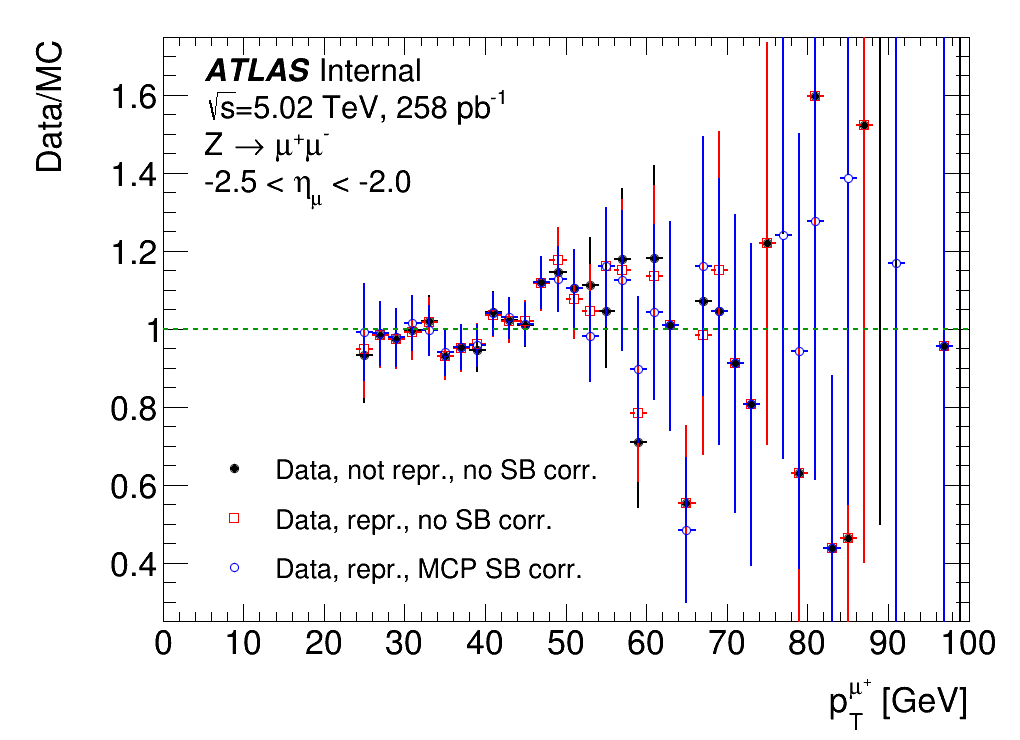 Data/MC
ATLAS Internal
√s=5.02 TeV, 258 pb⁻¹
Z → μ⁺μ⁻
-2.5 < η_μ < -2.0
1.6
1.4
1.2
1
0.8
0.6
0.4
Data, not repr., no SB corr.
Data, repr., no SB corr.
Data, repr., MCP SB corr.
0 10 20 30 40 50 60 70 80 90 100
p_T^μ⁺ [GeV]